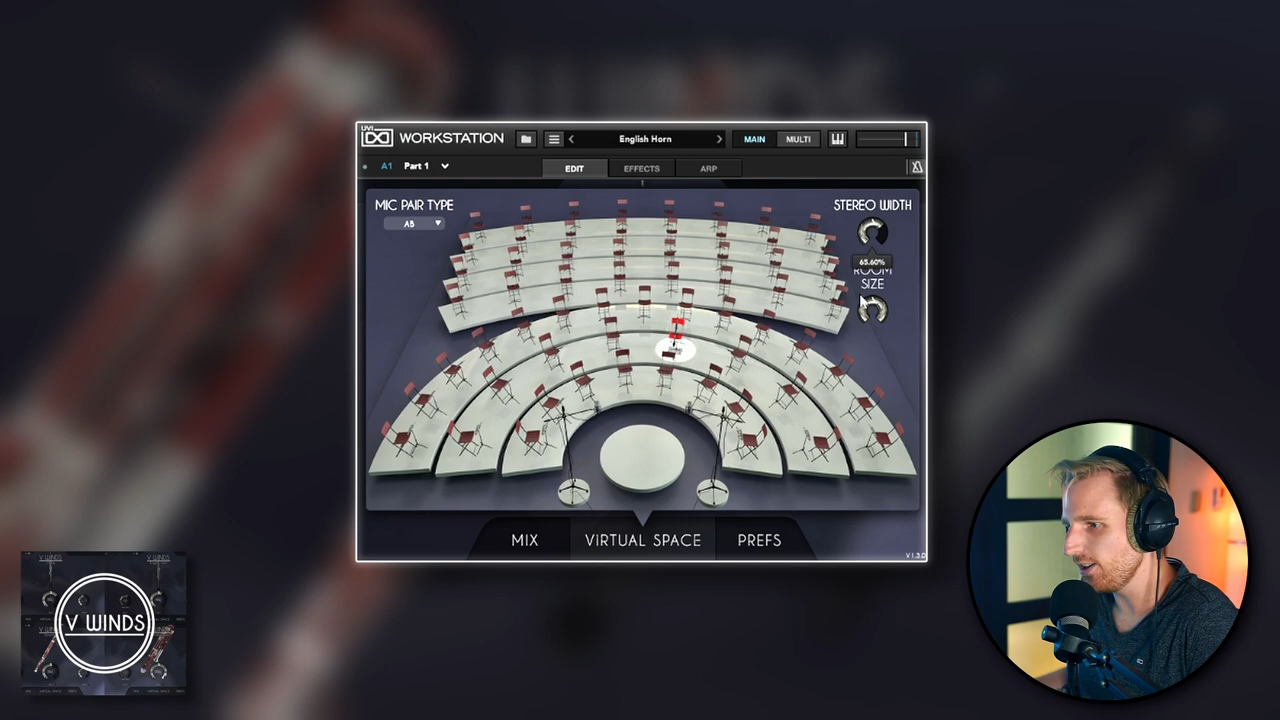 UVI WORKSTATION
English Horn
MAIN
MULTI
A1 Part 1
EDIT
EFFECTS
ARP
MIC PAIR TYPE
AB
STEREO WIDTH
65.60%
ROOM
SIZE
MIX
VIRTUAL SPACE
PREFS
V 1.3.0
V WINDS